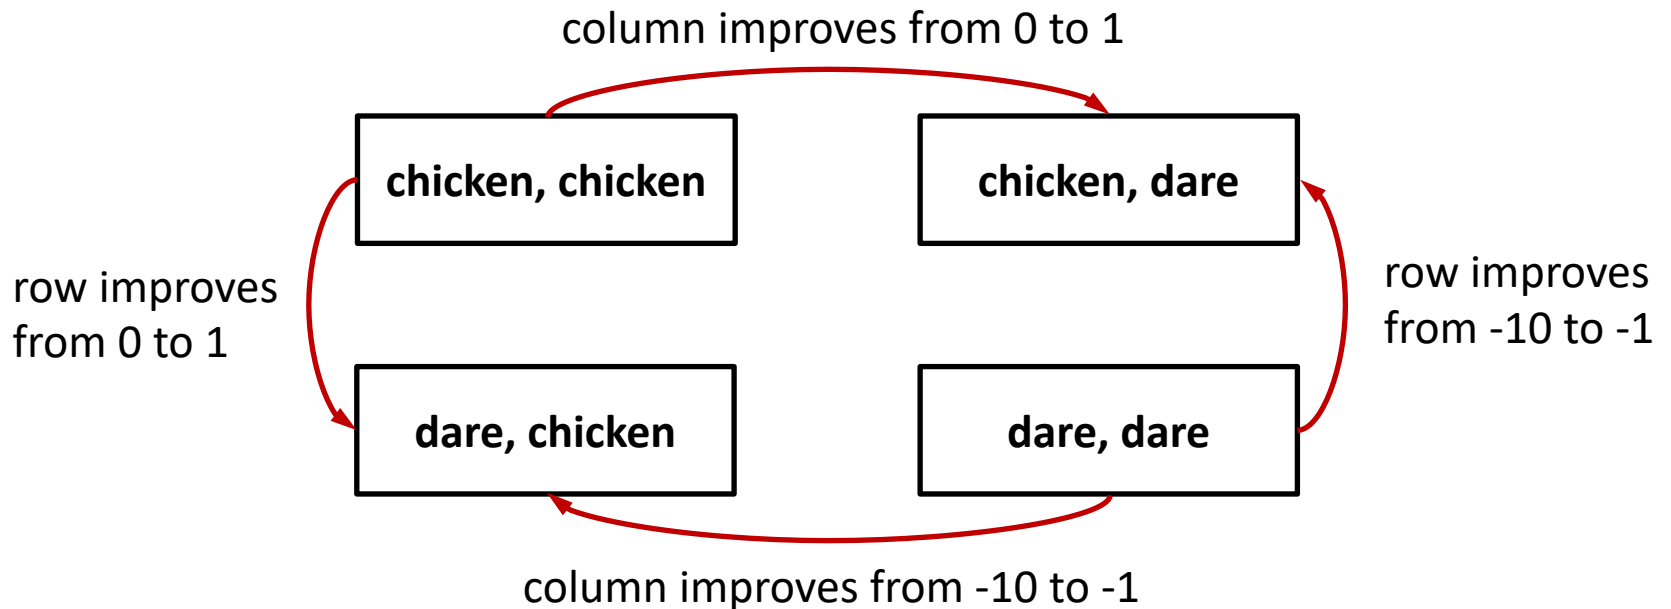 column improves from 0 to 1
chicken, chicken
chicken, dare
row improves
from 0 to 1
row improves
from -10 to -1
dare, chicken
dare, dare
column improves from -10 to -1